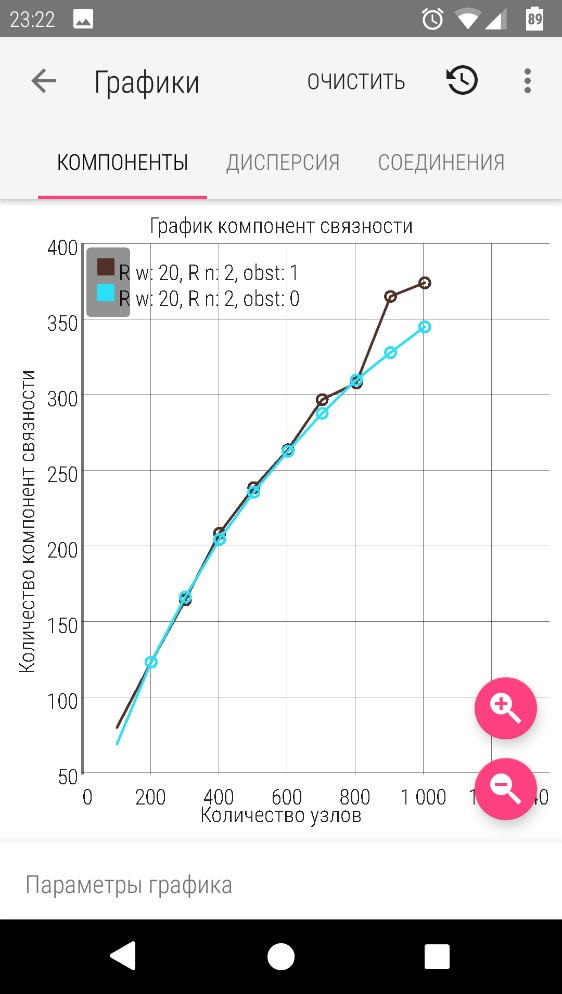 23:22
89
Графики
ОЧИСТИТЬ
КОМПОНЕНТЫ
ДИСПЕРСИЯ
СОЕДИНЕНИЯ
График компонент связности
R w: 20, R n: 2, obst: 1
R w: 20, R n: 2, obst: 0
400
350
300
250
200
150
100
50
Количество компонент связности
0 200 400 600 800 1 000
Количество узлов
Параметры графика